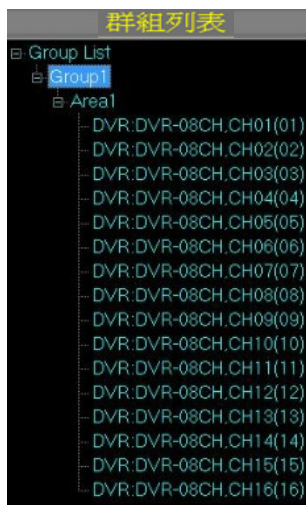 群組列表
Group List
Group1
Area1
DVR:DVR-08CH,CH01(01)
DVR:DVR-08CH,CH02(02)
DVR:DVR-08CH,CH03(03)
DVR:DVR-08CH,CH04(04)
DVR:DVR-08CH,CH05(05)
DVR:DVR-08CH,CH06(06)
DVR:DVR-08CH,CH07(07)
DVR:DVR-08CH,CH08(08)
DVR:DVR-08CH,CH09(09)
DVR:DVR-08CH,CH10(10)
DVR:DVR-08CH,CH11(11)
DVR:DVR-08CH,CH12(12)
DVR:DVR-08CH,CH13(13)
DVR:DVR-08CH,CH14(14)
DVR:DVR-08CH,CH15(15)
DVR:DVR-08CH,CH16(16)